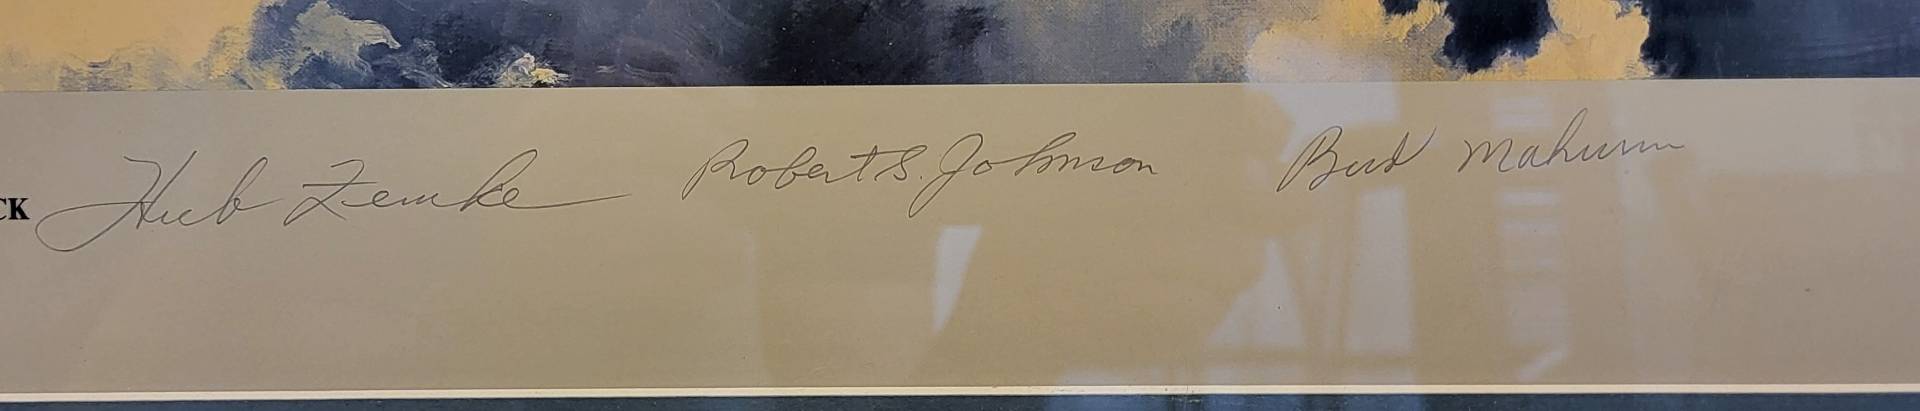 CK Hub Zemke Robert S. Johnson Bud Mahurin